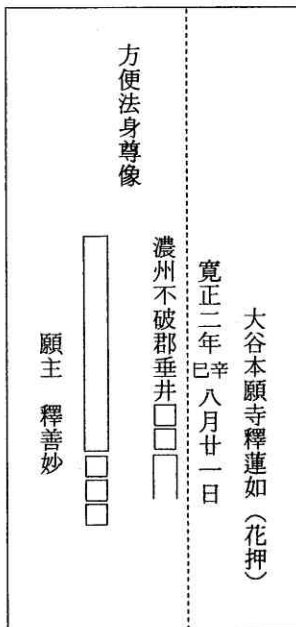 大谷本願寺釋蓮如（花押）
寛正二年辛巳八月廿一日
濃州不破郡垂井□□
方便法身尊像
□□□
願主　釋善妙